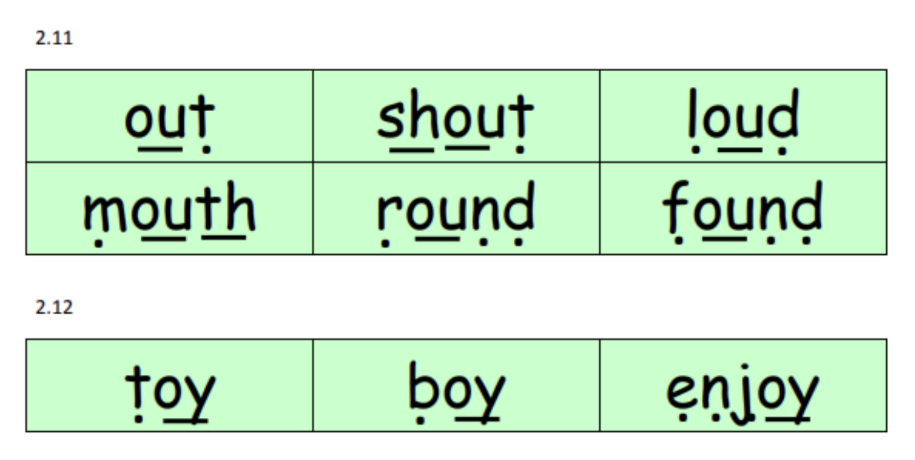 2.11
out shout loud
mouth round found
2.12
toy boy enjoy